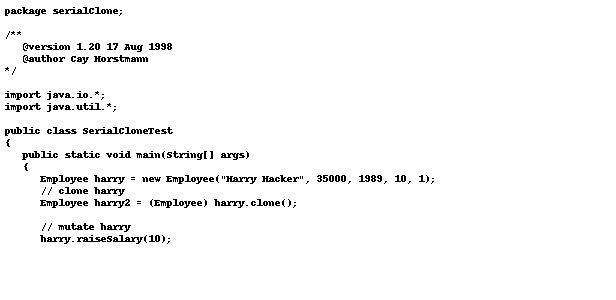 package serialClone;
/**
@version 1.20 17 Aug 1998
@author Cay Horstmann
*/
import java.io.*;
import java.util.*;
public class SerialCloneTest
{
public static void main(String[] args)
{
Employee harry = new Employee("Harry Hacker", 35000, 1989, 10, 1);
// clone harry
Employee harry2 = (Employee) harry.clone();
// mutate harry
harry.raiseSalary(10);